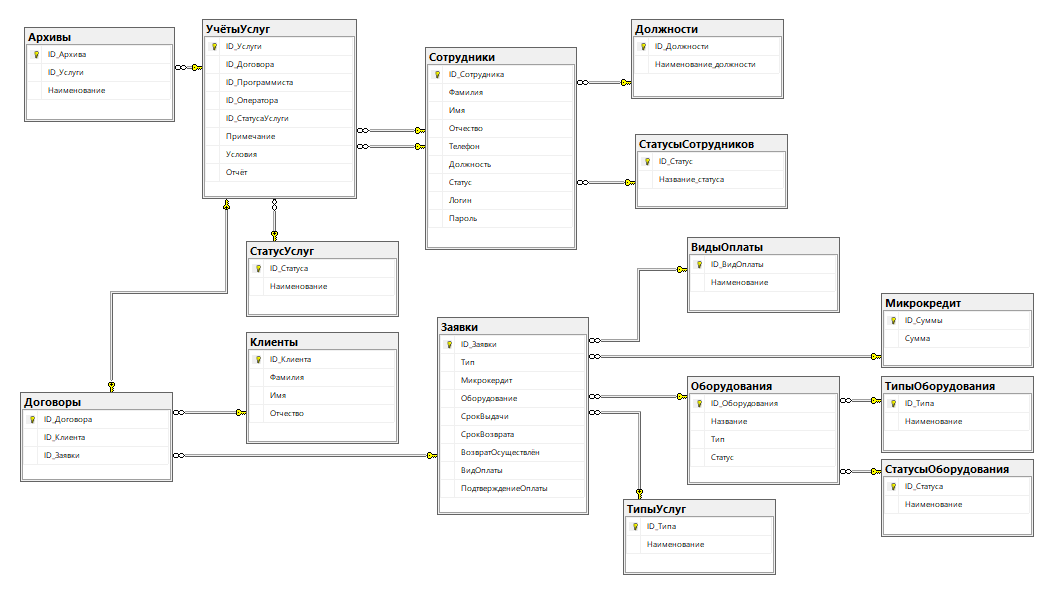 Архивы
ID_Архива
ID_Услуги
Наименование
УчётыУслуг
ID_Услуги
ID_Договора
ID_Программиста
ID_Оператора
ID_СтатусаУслуги
Примечание
Условия
Отчёт
Сотрудники
ID_Сотрудника
Фамилия
Имя
Отчество
Телефон
Должность
Статус
Логин
Пароль
Должности
ID_Должности
Наименование_должности
СтатусыСотрудников
ID_Статус
Название_статуса
СтатусУслуг
ID_Статуса
Наименование
ВидыОплаты
ID_ВидОплаты
Наименование
Микрокредит
ID_Суммы
Сумма
Клиенты
ID_Клиента
Фамилия
Имя
Отчество
Заявки
ID_Заявки
Тип
Микрокердит
Оборудование
СрокВыдачи
СрокВозврата
ВозвратОсуществлён
ВидОплаты
ПодтверждениеОплаты
Оборудования
ID_Оборудования
Название
Тип
Статус
ТипыОборудования
ID_Типа
Наименование
Договоры
ID_Договора
ID_Клиента
ID_Заявки
СтатусыОборудования
ID_Статуса
Наименование
ТипыУслуг
ID_Типа
Наименование